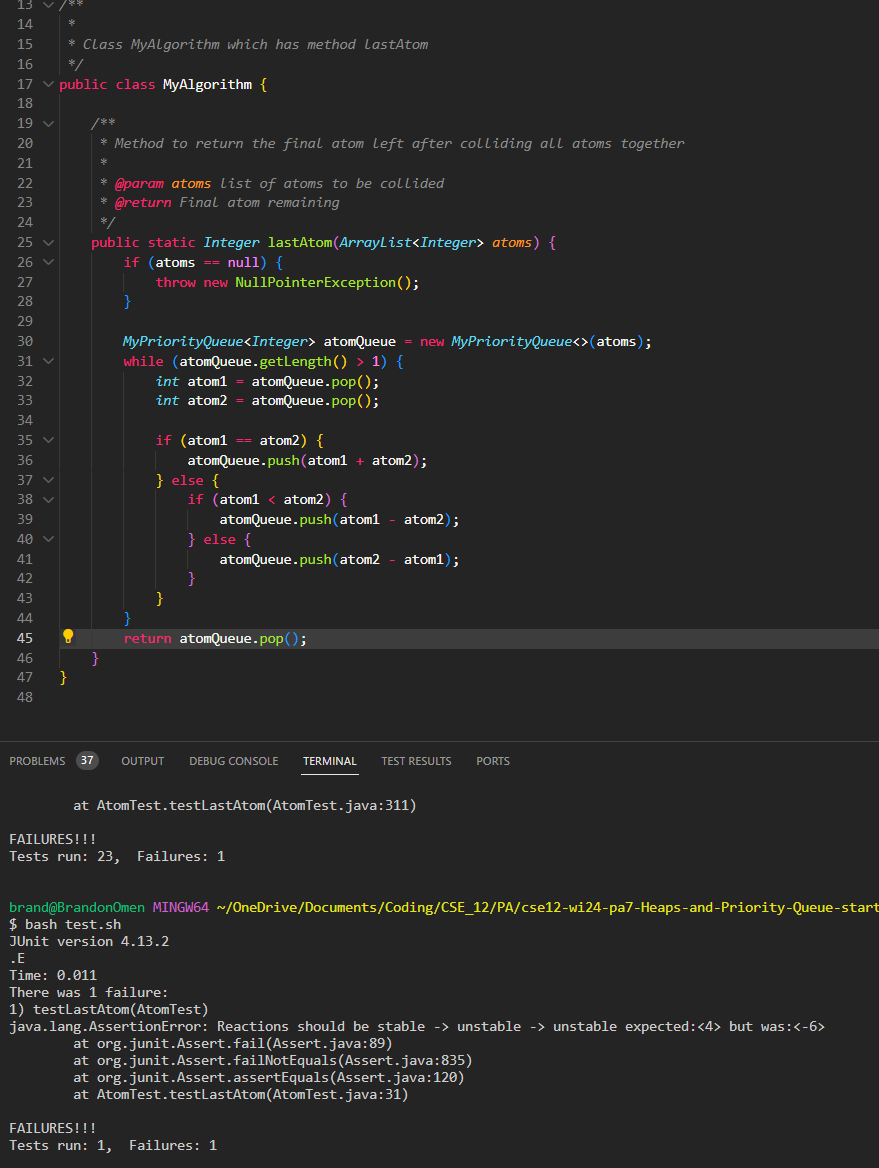 13 /**
14 *
15 * Class MyAlgorithm which has method lastAtom
16 */
17 public class MyAlgorithm {
18
19 /**
20 * Method to return the final atom left after colliding all atoms together
21 *
22 * @param atoms list of atoms to be collided
23 * @return Final atom remaining
24 */
25 public static Integer lastAtom(ArrayList<Integer> atoms) {
26 if (atoms == null) {
27 throw new NullPointerException();
28 }
29
30 MyPriorityQueue<Integer> atomQueue = new MyPriorityQueue<>(atoms);
31 while (atomQueue.getLength() > 1) {
32 int atom1 = atomQueue.pop();
33 int atom2 = atomQueue.pop();
34
35 if (atom1 == atom2) {
36 atomQueue.push(atom1 + atom2);
37 } else {
38 if (atom1 < atom2) {
39 atomQueue.push(atom1 - atom2);
40 } else {
41 atomQueue.push(atom2 - atom1);
42 }
43 }
44 }
45 return atomQueue.pop();
46 }
47 }
48
PROBLEMS 37 OUTPUT DEBUG CONSOLE TERMINAL TEST RESULTS PORTS
at AtomTest.testLastAtom(AtomTest.java:311)
FAILURES!!!
Tests run: 23, Failures: 1
brand@BrandonOmen MINGW64 ~/OneDrive/Documents/Coding/CSE_12/PA/cse12-wi24-pa7-Heaps-and-Priority-Queue-start
$ bash test.sh
JUnit version 4.13.2
.E
Time: 0.011
There was 1 failure:
1) testLastAtom(AtomTest)
java.lang.AssertionError: Reactions should be stable -> unstable -> unstable expected:<4> but was:<-6>
at org.junit.Assert.fail(Assert.java:89)
at org.junit.Assert.failNotEquals(Assert.java:835)
at org.junit.Assert.assertEquals(Assert.java:120)
at AtomTest.testLastAtom(AtomTest.java:31)
FAILURES!!!
Tests run: 1, Failures: 1